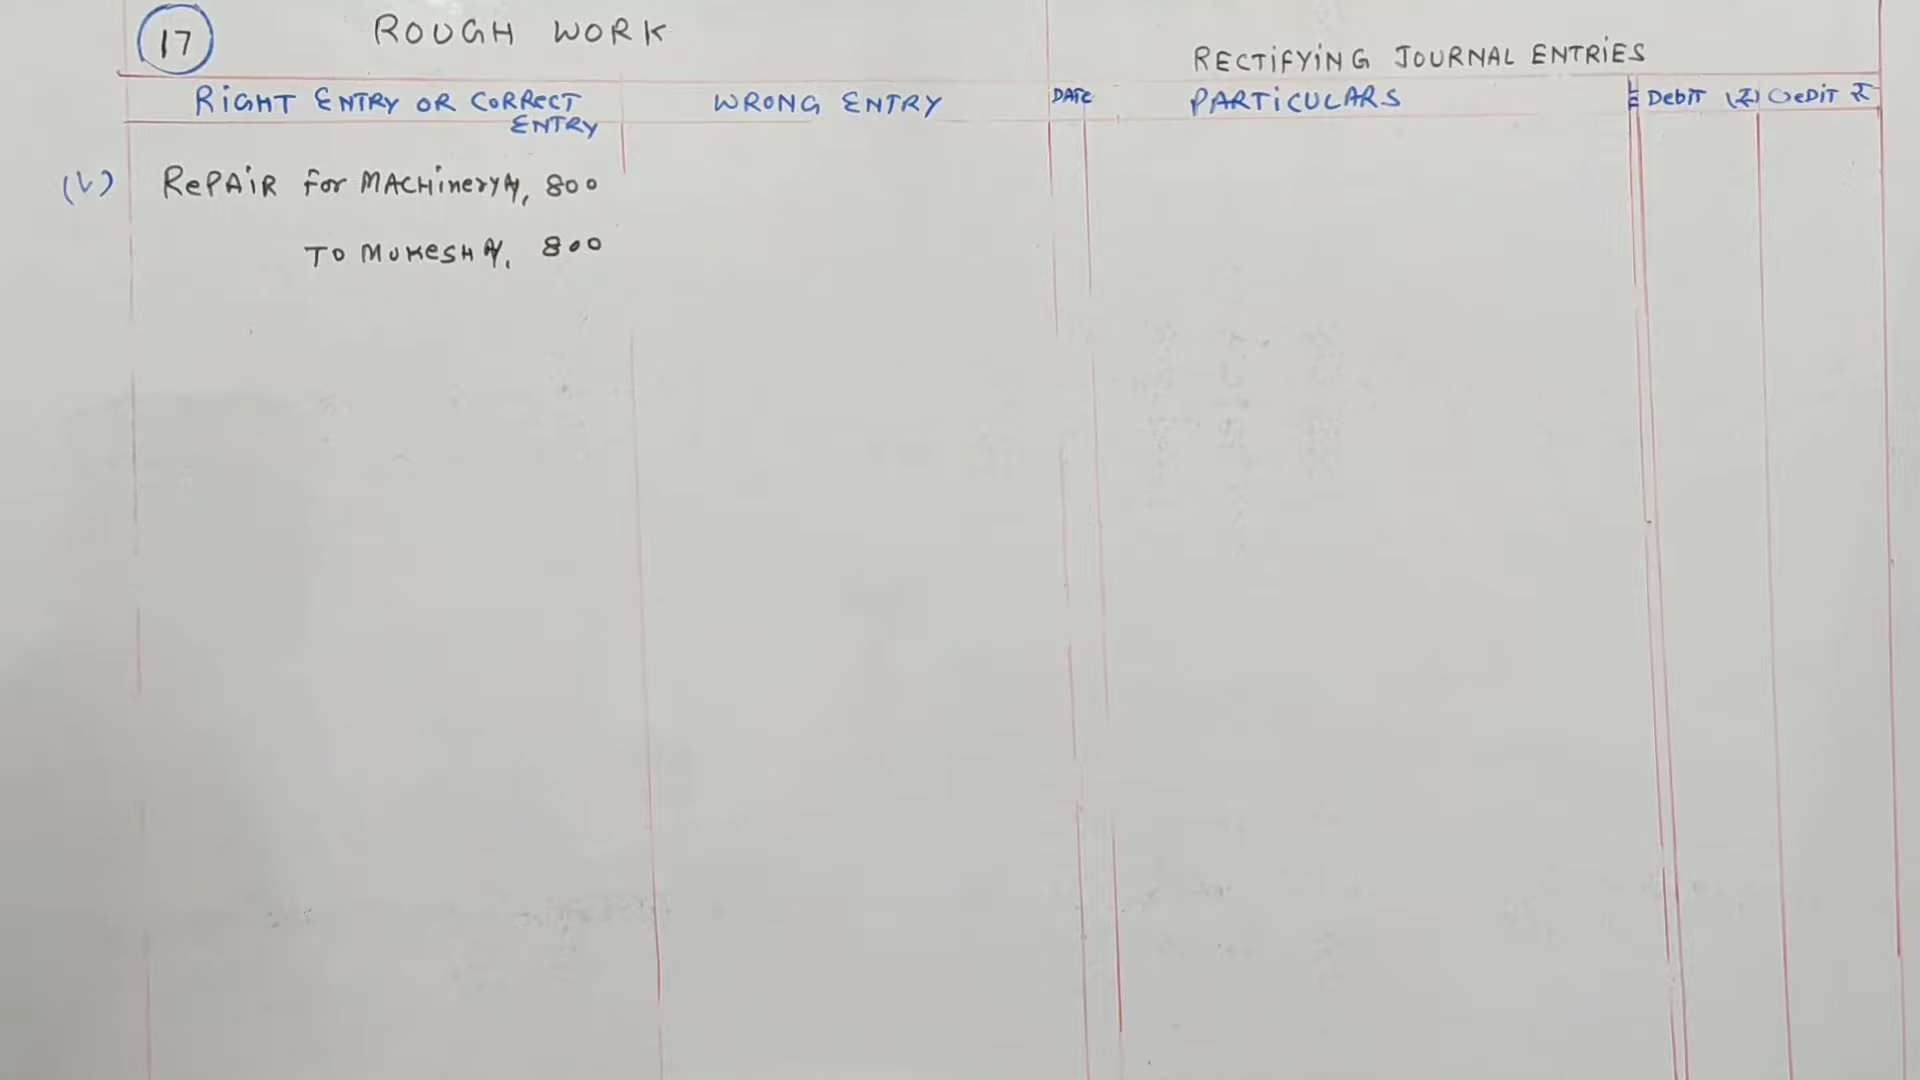 17
ROUGH WORK
RECTIFYING JOURNAL ENTRIES
RIGHT ENTRY OR CORRECT ENTRY
WRONG ENTRY
DATE
PARTICULARS
DebiT (₹)
CreDiT ₹
(V) RePAiR for MACHinery A/c 800
TO MUKESH A/c 800